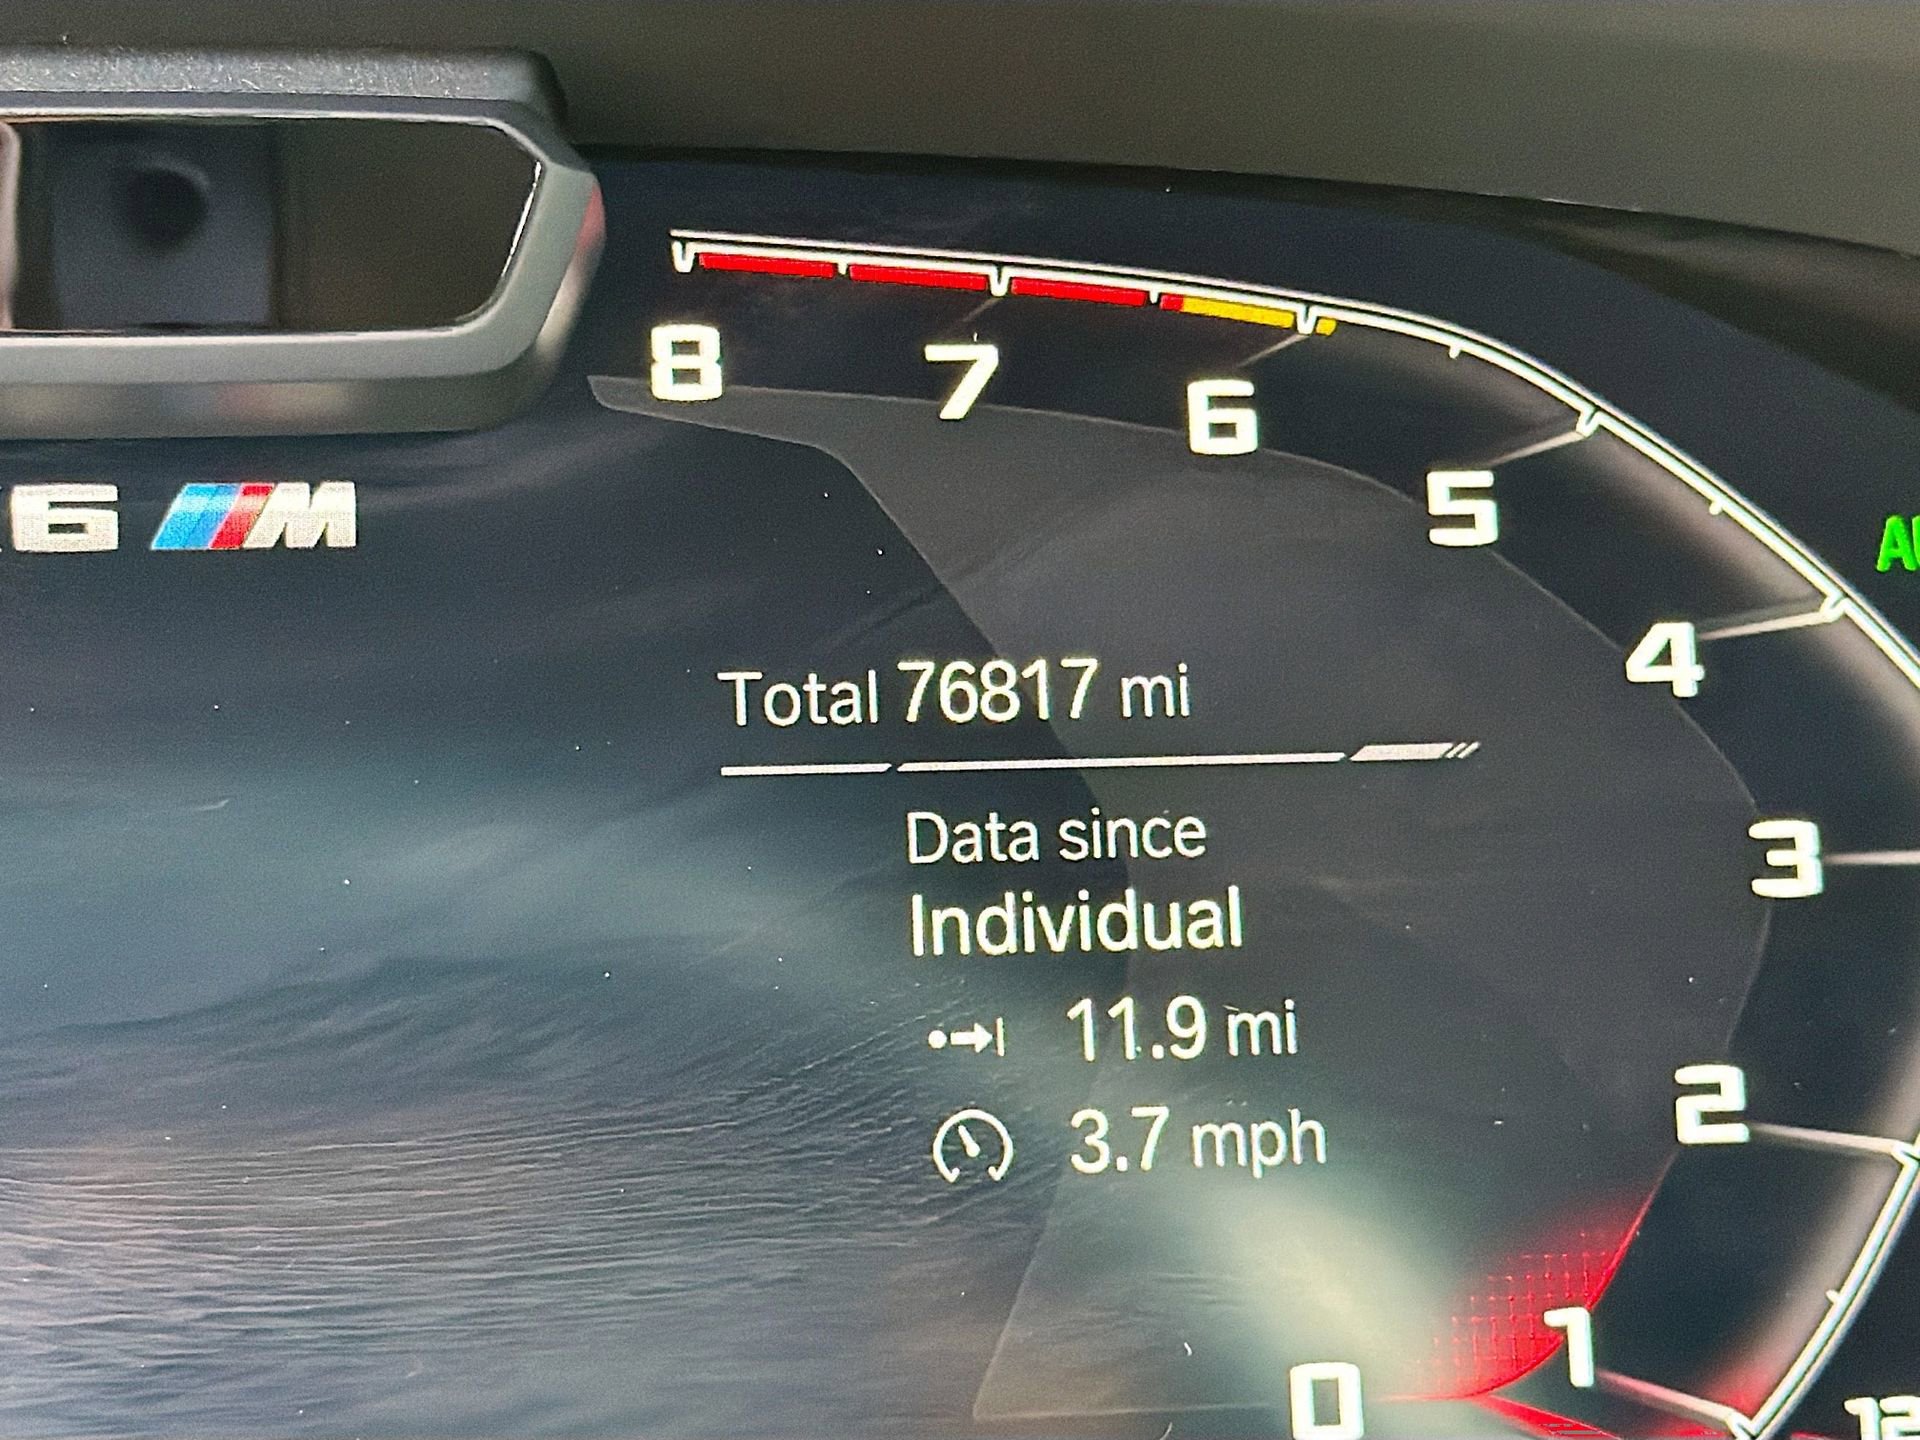 8
7
6
6 M
5
4
Total 76817 mi
Data since
3
Individual
11.9 mi
2
3.7 mph
1
0